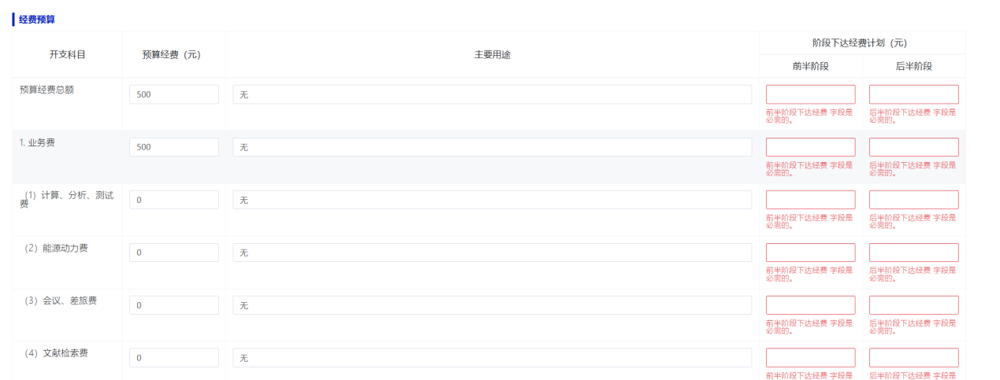 经费预算
开支科目 预算经费（元） 主要用途 阶段下达经费计划（元）
前半阶段 后半阶段
预算经费总额 500 无
前半阶段下达经费 字段是 后半阶段下达经费 字段是
必需的。 必需的。
1. 业务费 500 无
前半阶段下达经费 字段是 后半阶段下达经费 字段是
必需的。 必需的。
（1）计算、分析、测试 0 无
费
前半阶段下达经费 字段是 后半阶段下达经费 字段是
必需的。 必需的。
（2）能源动力费 0 无
前半阶段下达经费 字段是 后半阶段下达经费 字段是
必需的。 必需的。
（3）会议、差旅费 0 无
前半阶段下达经费 字段是 后半阶段下达经费 字段是
必需的。 必需的。
（4）文献检索费 0 无
前半阶段下达经费 字段是 后半阶段下达经费 字段是